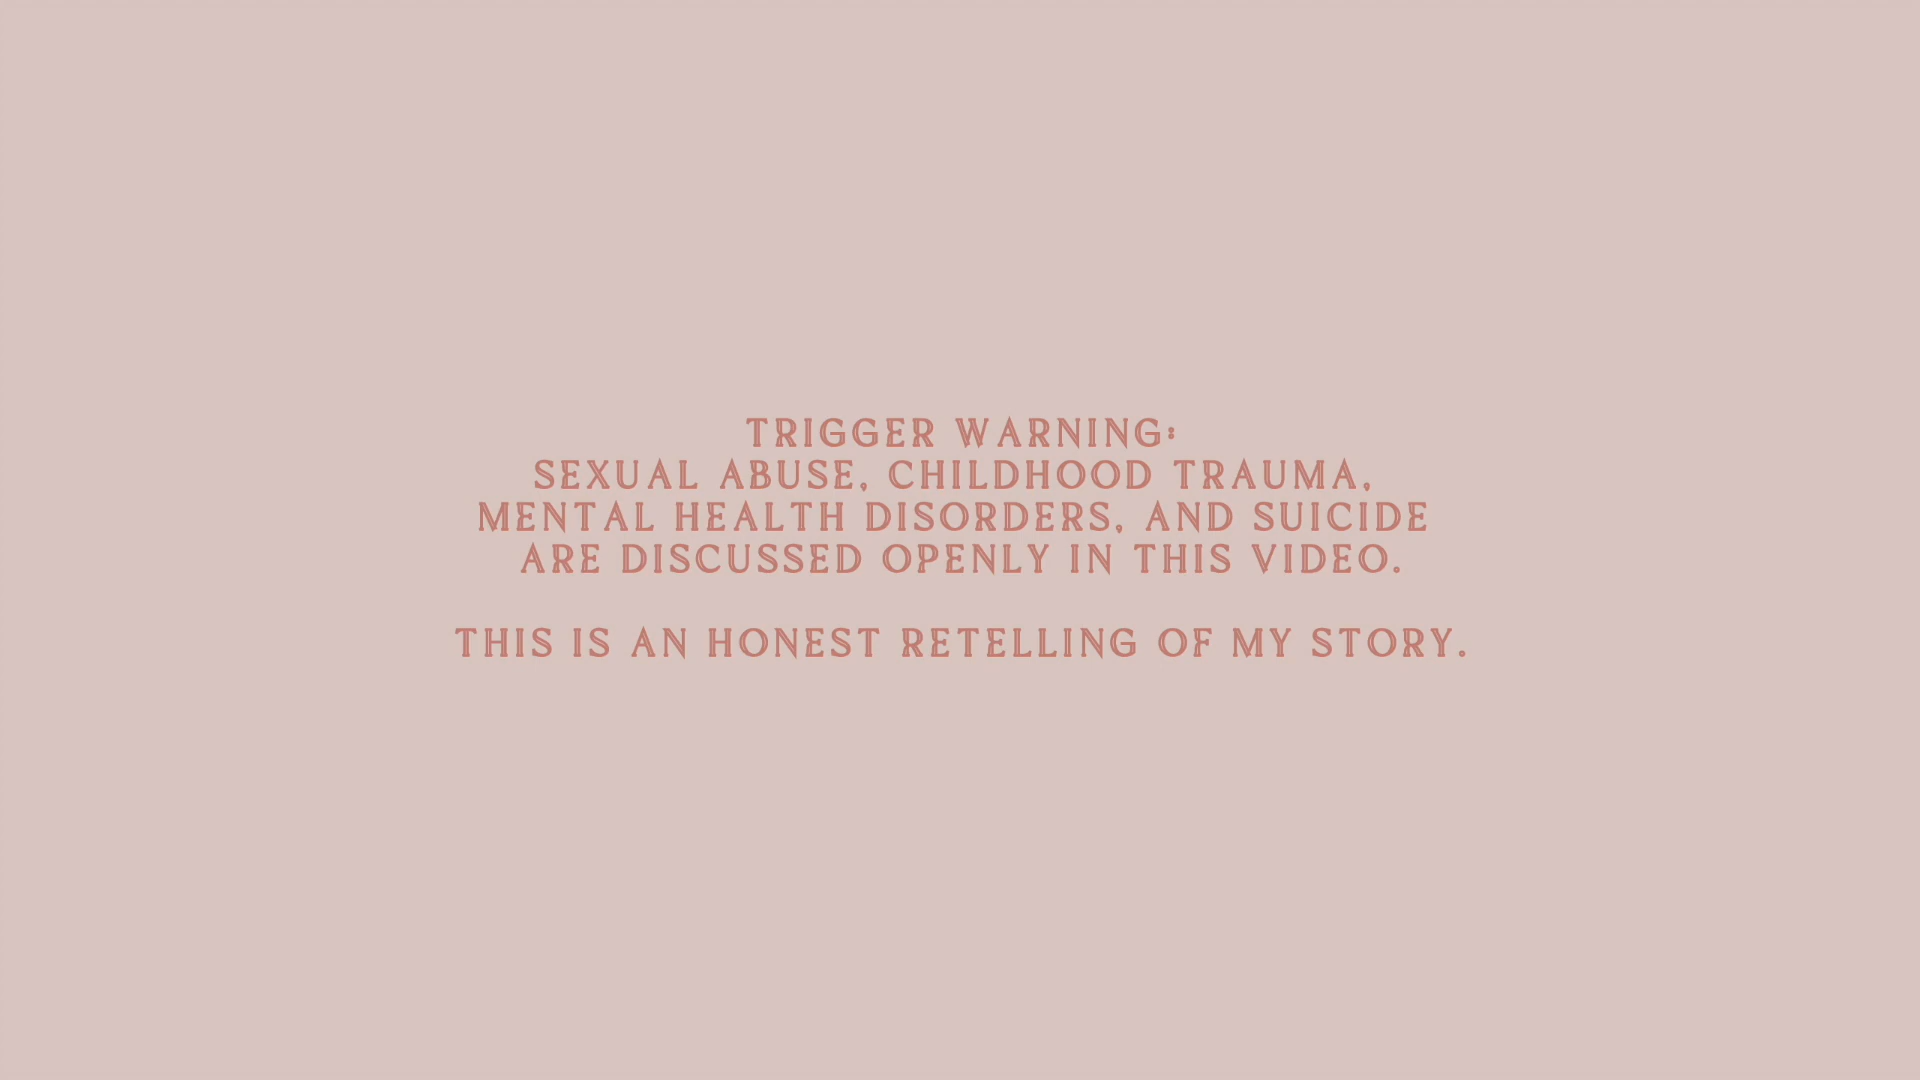 TRIGGER WARNING:
SEXUAL ABUSE, CHILDHOOD TRAUMA,
MENTAL HEALTH DISORDERS, AND SUICIDE
ARE DISCUSSED OPENLY IN THIS VIDEO.
THIS IS AN HONEST RETELLING OF MY STORY.